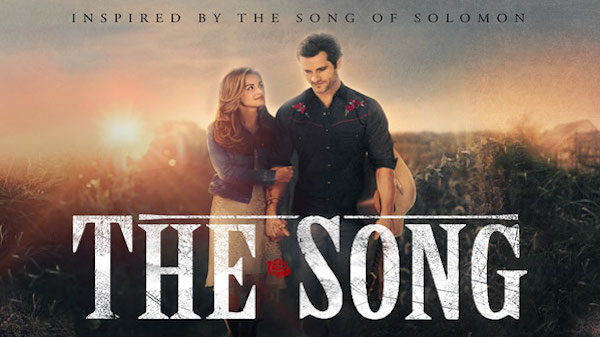 INSPIRED BY THE SONG OF SOLOMON
THE SONG